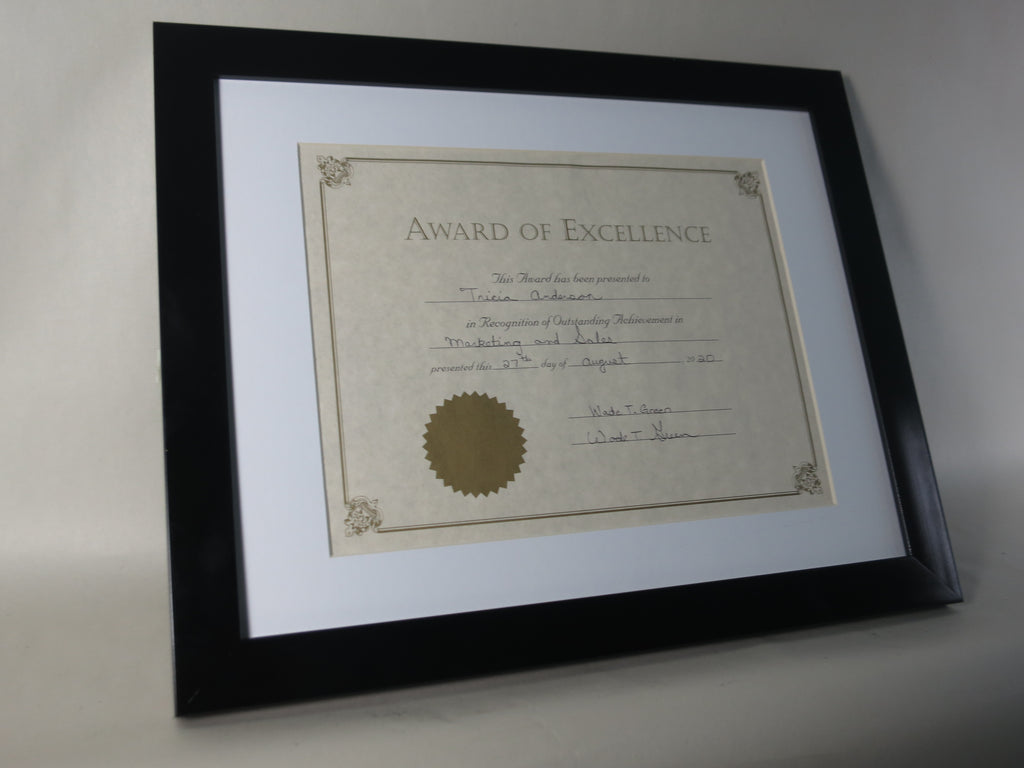 AWARD OF EXCELLENCE
This Award has been presented to
Tricia Anderson
in Recognition of Outstanding Achievement in
Marketing and Sales
presented this 27th day of August 2020
Wade T. Green
Wade T Green